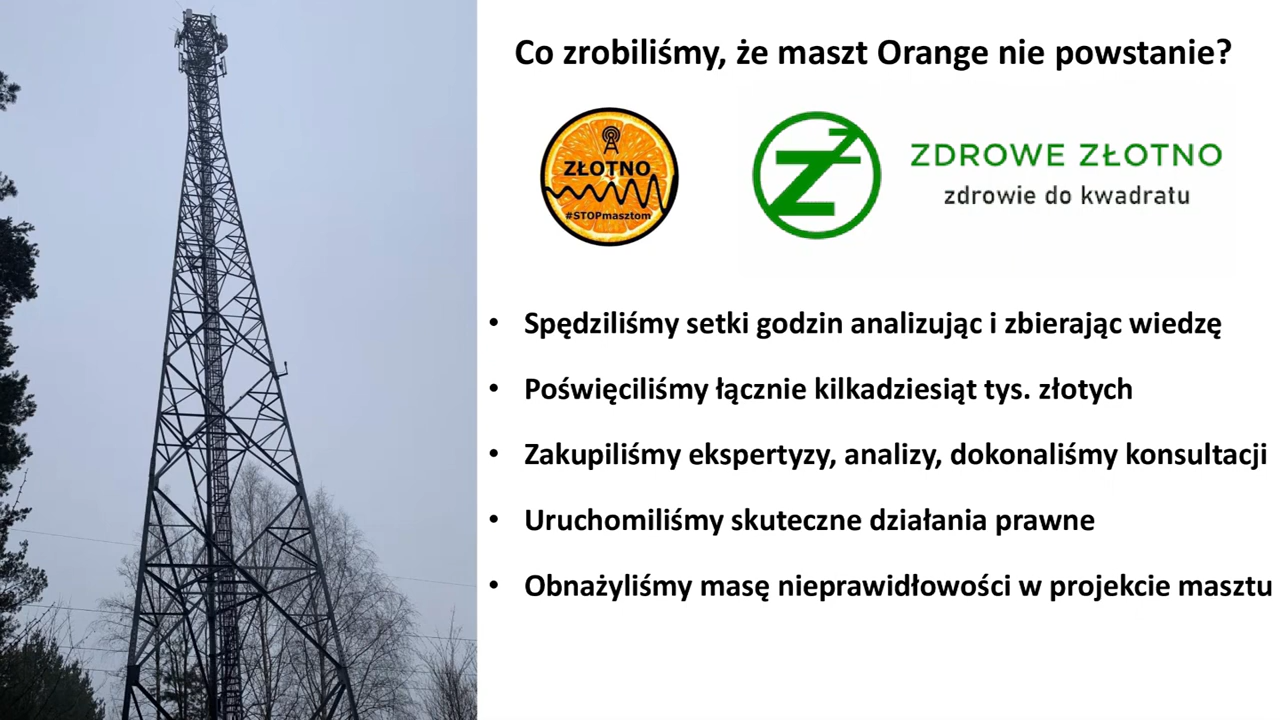 Co zrobiliśmy, że maszt Orange nie powstanie?
ZŁOTNO
#STOPmasztom
Z
Z
ZDROWE ZŁOTNO
zdrowie do kwadratu
• Spędziliśmy setki godzin analizując i zbierając wiedzę
• Poświęciliśmy łącznie kilkadziesiąt tys. złotych
• Zakupiliśmy ekspertyzy, analizy, dokonaliśmy konsultacji
• Uruchomiliśmy skuteczne działania prawne
• Obnażyliśmy masę nieprawidłowości w projekcie masztu